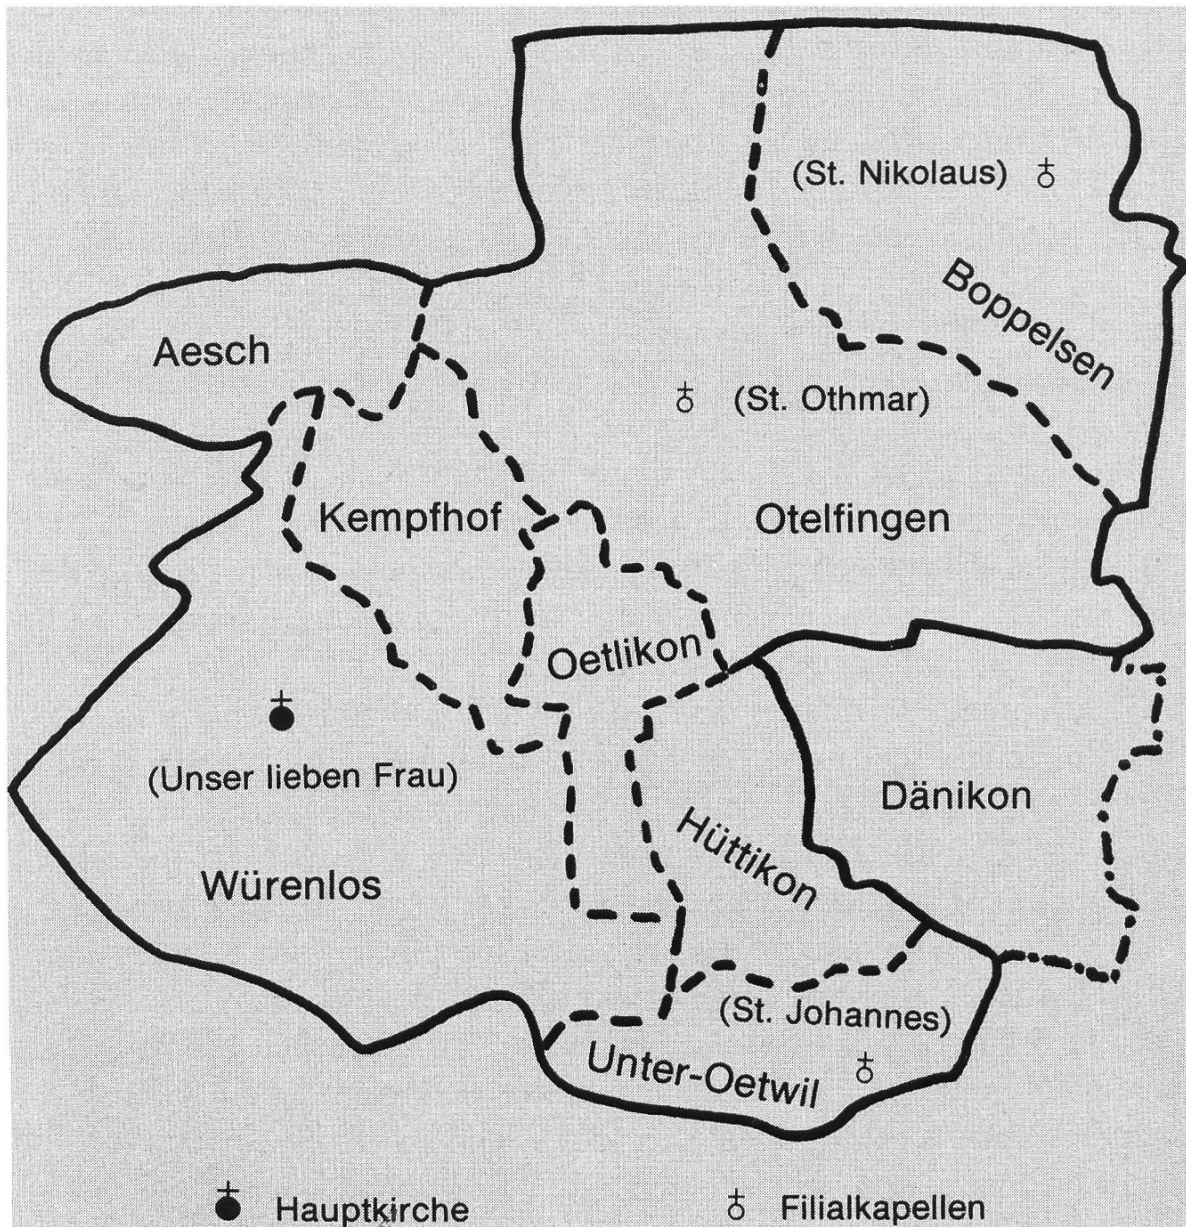 (St. Nikolaus)
Boppelsen
Aesch
(St. Othmar)
Kempfhof
Otelfingen
Oetlikon
(Unser lieben Frau)
Dänikon
Hüttikon
Würenlos
(St. Johannes)
Unter-Oetwil
Hauptkirche
Filialkapellen